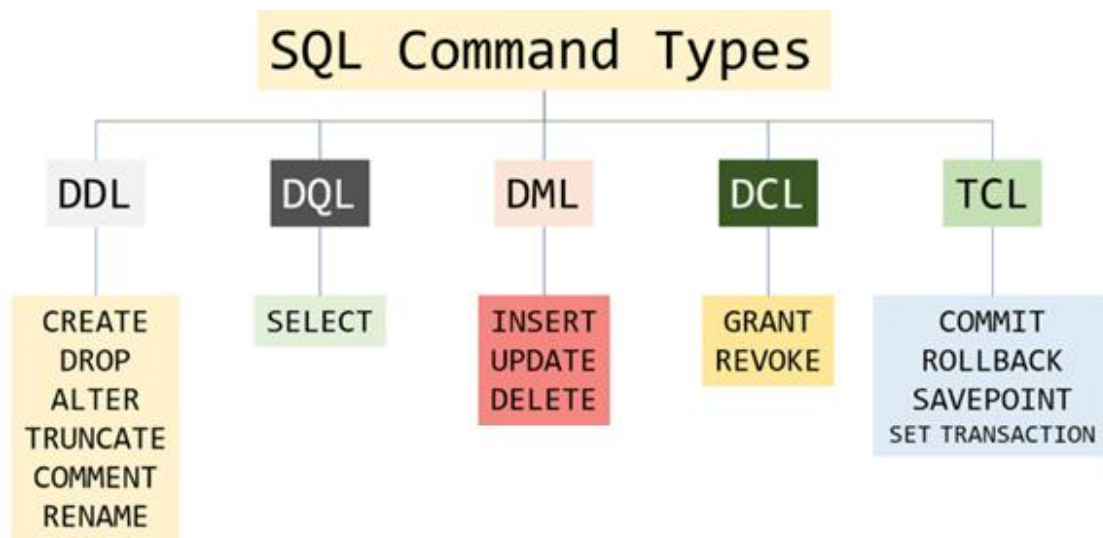 SQL Command Types
DDL
DQL
DML
DCL
TCL
CREATE
DROP
ALTER
TRUNCATE
COMMENT
RENAME
SELECT
INSERT
UPDATE
DELETE
GRANT
REVOKE
COMMIT
ROLLBACK
SAVEPOINT
SET TRANSACTION